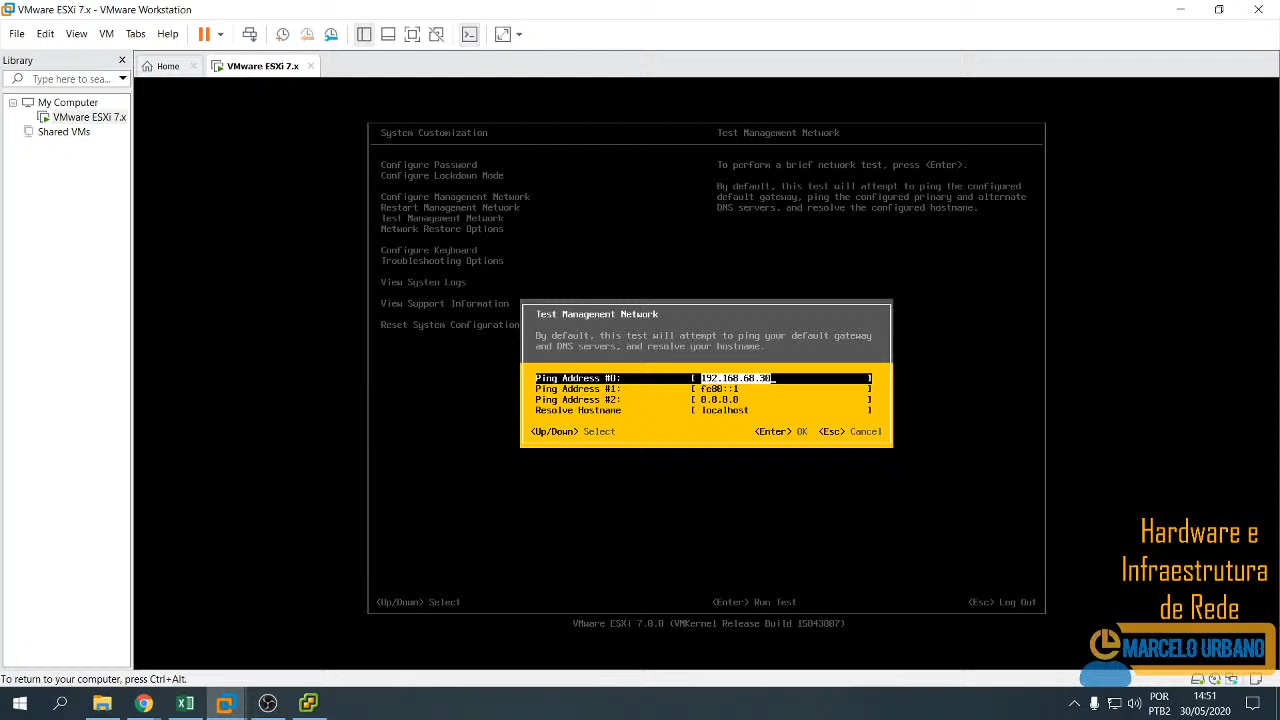 VMware ESXi 7.x - VMware Workstation
File Edit View VM Tabs Help
Library
Home
VMware ESXi 7.x
Type here to sea...
My Computer
VMware ESXi 7.x
Shared VMs
System Customization
Test Management Network
Configure Password
Configure Lockdown Mode
Configure Management Network
Restart Management Network
Test Management Network
Network Restore Options
Configure Keyboard
Troubleshooting Options
View System Logs
View Support Information
Reset System Configuration
To perform a brief network test, press <Enter>.
By default, this test will attempt to ping the configured
default gateway, ping the configured primary and alternate
DNS servers, and resolve the configured hostname.
Test Management Network
By default, this test will attempt to ping your default gateway
and DNS servers, and resolve your hostname.
Ping Address #0: [ 192.168.68.30_ ]
Ping Address #1: [ fe80::1 ]
Ping Address #2: [ 8.8.8.8 ]
Resolve Hostname [ localhost ]
<Up/Down> Select <Enter> OK <Esc> Cancel
<Up/Down> Select <Enter> Run Test <Esc> Log Out
VMware ESXi 7.0.0 (VMKernel Release Build 15843807)
Hardware e
Infraestrutura
de Rede
MARCELO URBANO
To return to your computer, press Ctrl+Alt.
POR
PTB2
14:51
30/05/2020